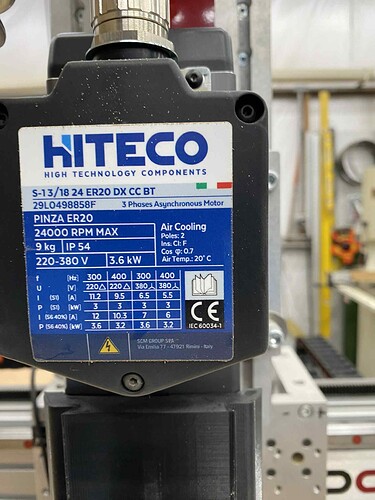 HITECO
HIGH TECHNOLOGY COMPONENTS
S-1 3/18 24 ER20 DX CC BT
29L0498858F 3 Phases Asynchronous Motor
PINZA ER20
24000 RPM MAX
9 kg IP 54
220-380 V 3.6 kW
Air Cooling
Poles: 2
Ins: Cl: F
Cos φ: 0.7
Air Temp.: 20° C
f [Hz] 300 400 300 400
U [V] 220 △ 220 △ 380 380
I (S1) [A] 11.2 9.5 6.5 5.5
P (S1) [kW] 3 3 3 3
I (S6 40%) [A] 12 10.3 7 6
P (S6 40%) [kW] 3.6 3.2 3.6 3.2
CE
IEC 60034-1
SCM GROUP SPA
Via Emilia 77 - 47921 Rimini - Italy